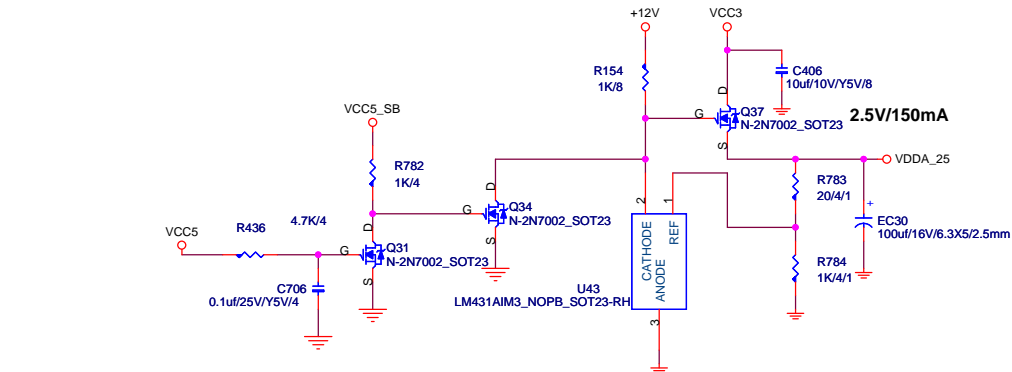 +12V
VCC3
R154
1K/8
C406
10uf/10V/Y5V/8
D
G
Q37
N-2N7002_SOT23
S
2.5V/150mA
VCC5_SB
R782
1K/4
D
G
Q34
N-2N7002_SOT23
S
VDDA_25
R783
20/4/1
+
EC30
100uf/16V/6.3X5/2.5mm
R784
1K/4/1
VCC5
R436
4.7K/4
D
G
Q31
N-2N7002_SOT23
S
C706
0.1uf/25V/Y5V/4
2
1
CATHODE
REF
ANODE
3
U43
LM431AIM3_NOPB_SOT23-RH